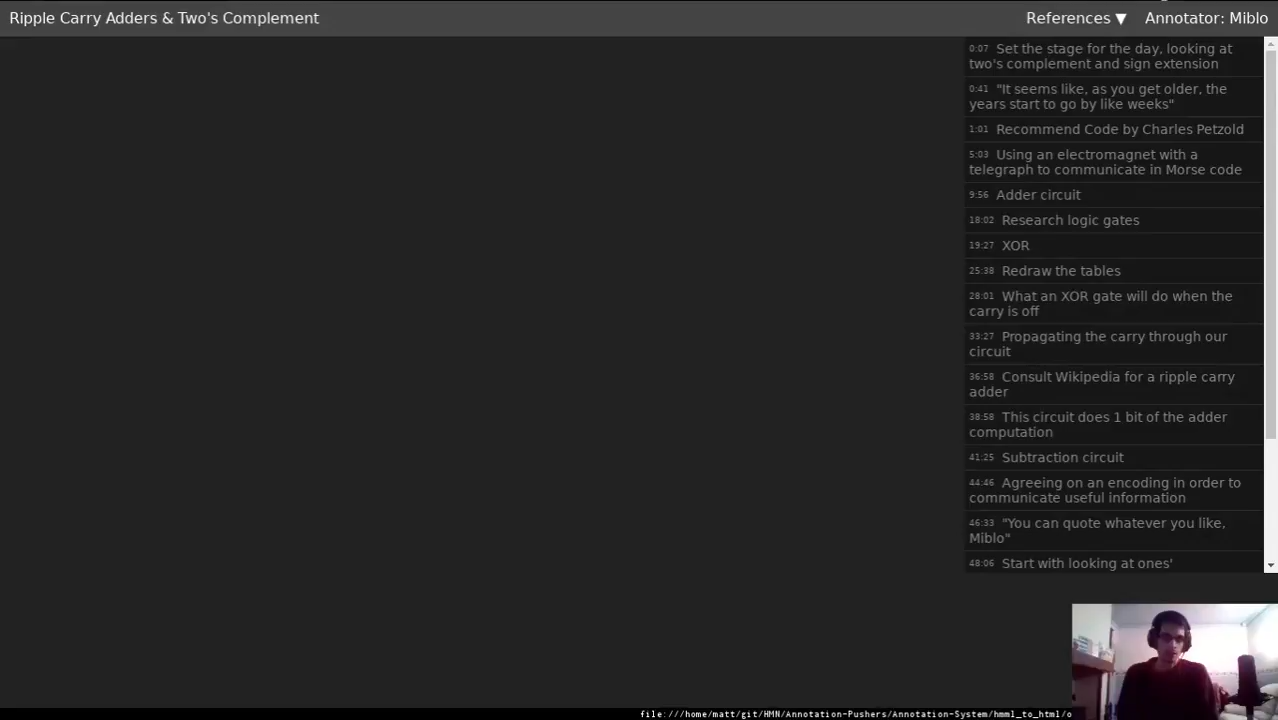 Ripple Carry Adders & Two's Complement
References ▼ Annotator: Miblo
0:07 Set the stage for the day, looking at
two's complement and sign extension
0:41 "It seems like, as you get older, the
years start to go by like weeks"
1:01 Recommend Code by Charles Petzold
5:03 Using an electromagnet with a
telegraph to communicate in Morse code
9:56 Adder circuit
18:02 Research logic gates
19:27 XOR
25:38 Redraw the tables
28:01 What an XOR gate will do when the
carry is off
33:27 Propagating the carry through our
circuit
36:58 Consult Wikipedia for a ripple carry
adder
38:58 This circuit does 1 bit of the adder
computation
41:25 Subtraction circuit
44:46 Agreeing on an encoding in order to
communicate useful information
46:33 "You can quote whatever you like,
Miblo"
48:06 Start with looking at ones'
file:///home/matt/git/HMN/Annotation-Pushers/Annotation-System/hmml_to_html/o